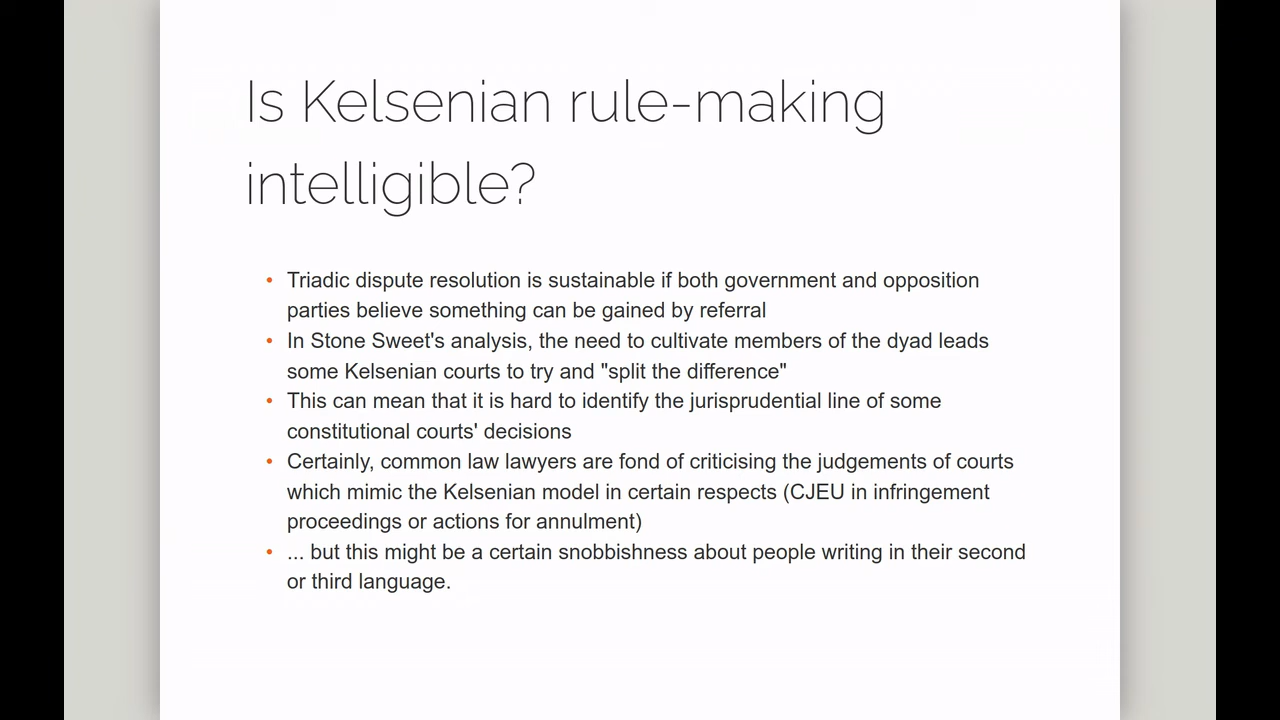 Is Kelsenian rule-making
intelligible?
• Triadic dispute resolution is sustainable if both government and opposition
parties believe something can be gained by referral
• In Stone Sweet's analysis, the need to cultivate members of the dyad leads
some Kelsenian courts to try and "split the difference"
• This can mean that it is hard to identify the jurisprudential line of some
constitutional courts' decisions
• Certainly, common law lawyers are fond of criticising the judgements of courts
which mimic the Kelsenian model in certain respects (CJEU in infringement
proceedings or actions for annulment)
• ... but this might be a certain snobbishness about people writing in their second
or third language.